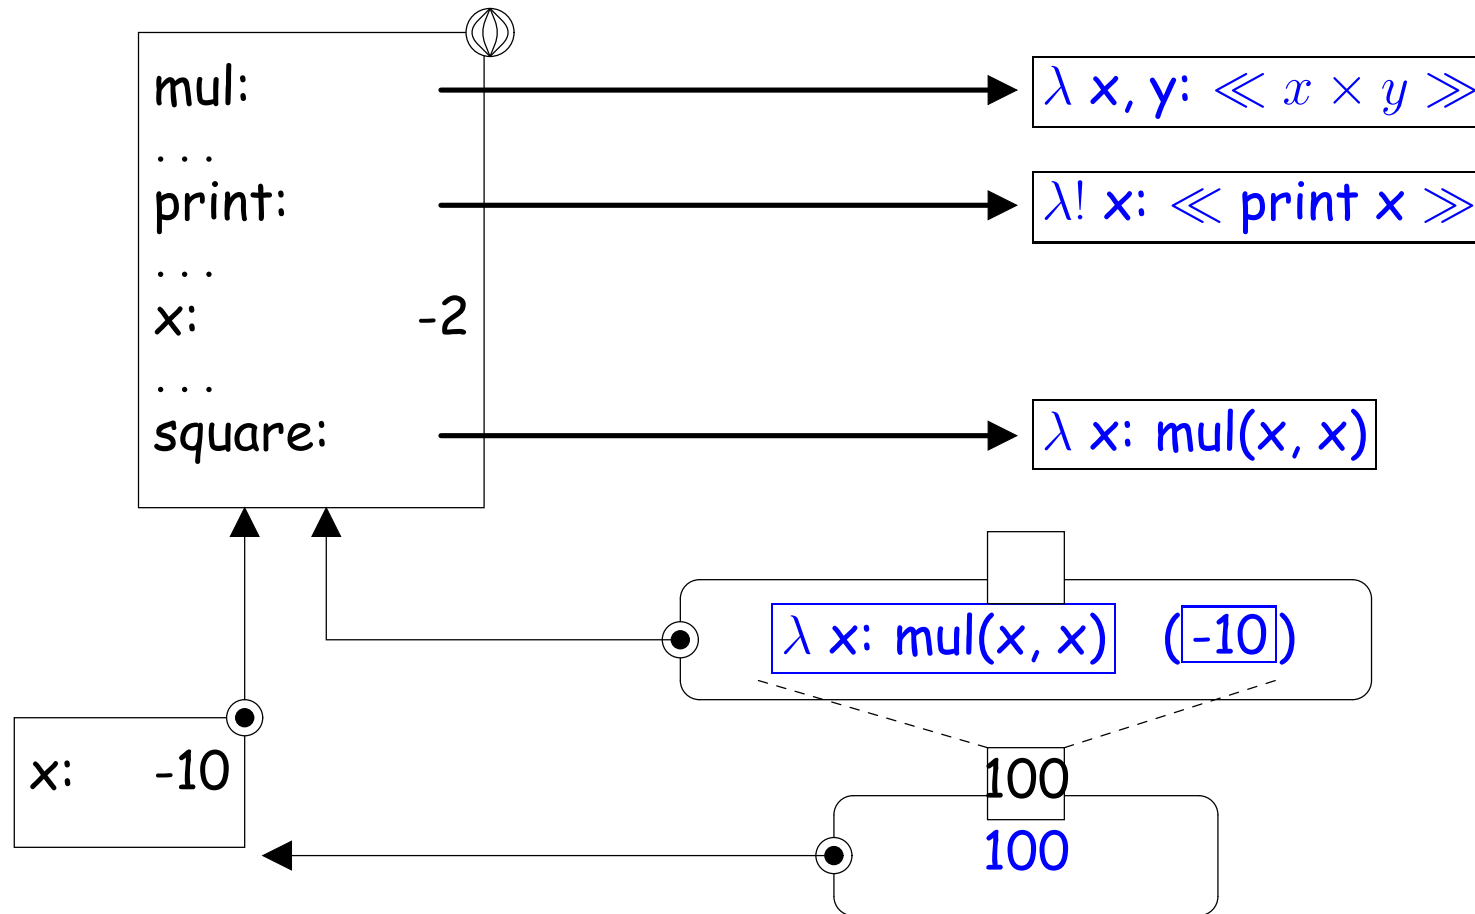 mul:
λ x, y: ≪ x × y ≫
. . .
print:
λ! x: ≪ print x ≫
. . .
x: -2
. . .
square:
λ x: mul(x, x)
λ x: mul(x, x) (-10)
x: -10
100
100